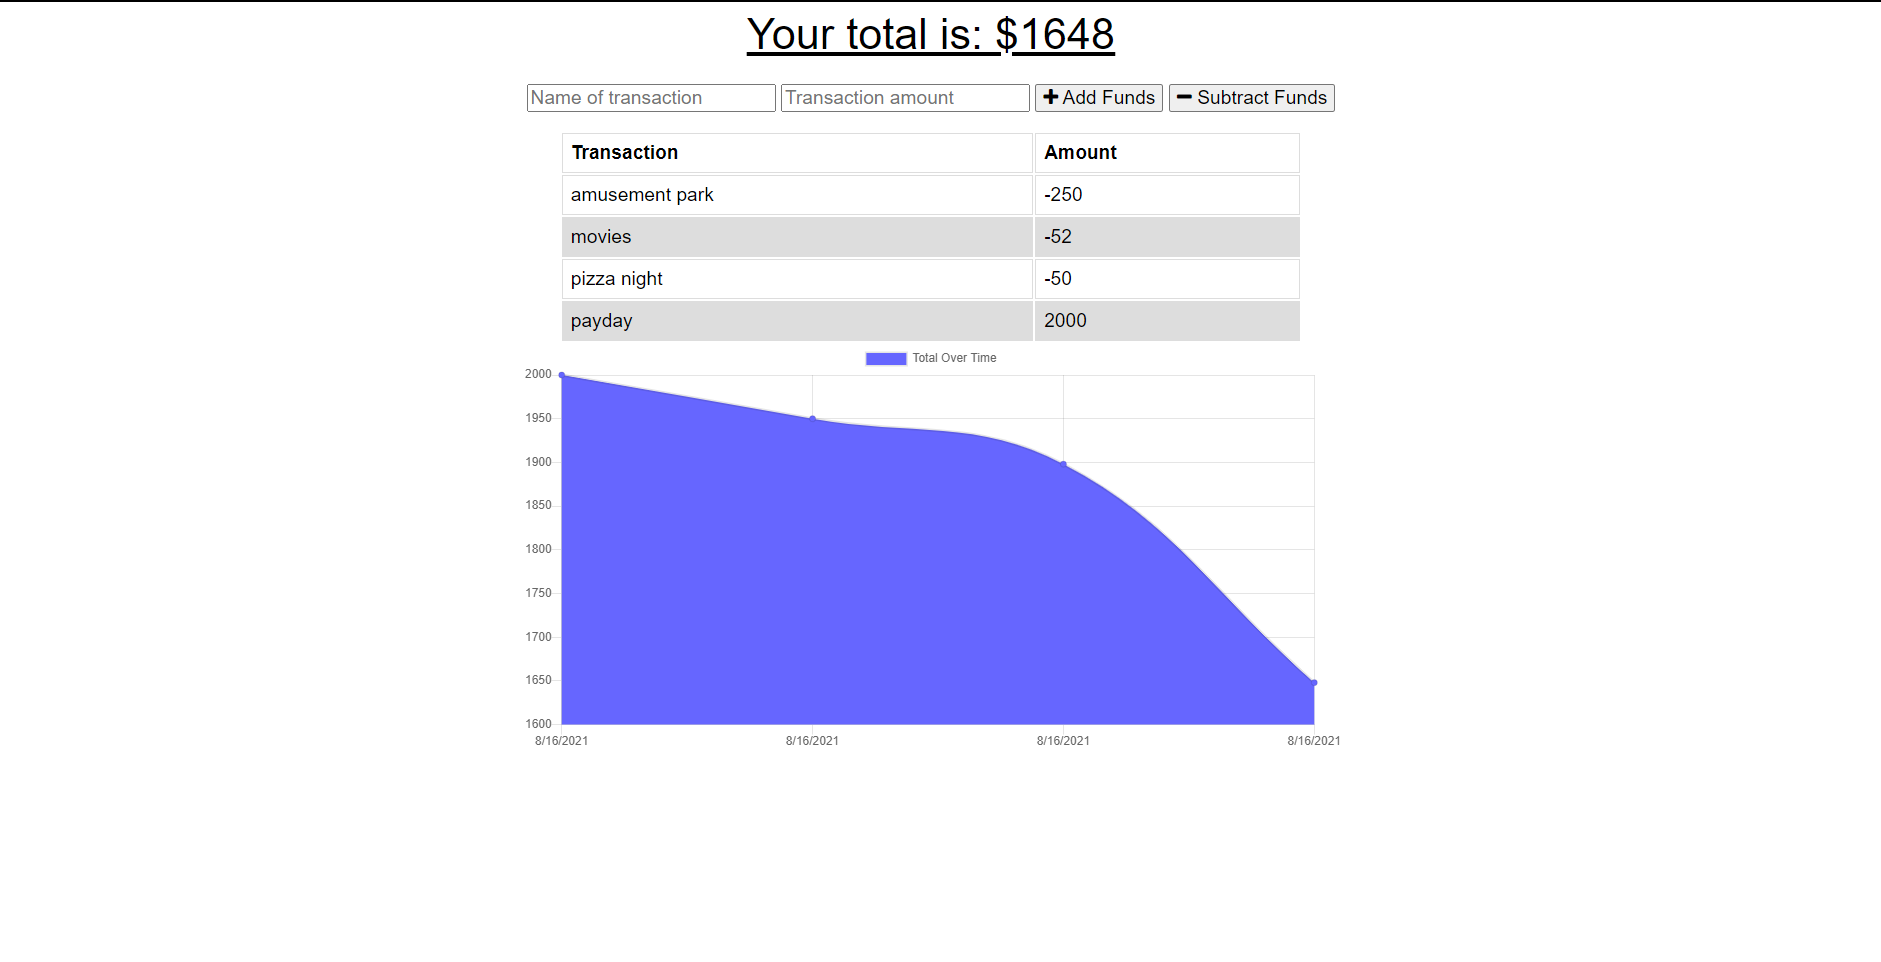 Your total is: $1648
Name of transaction Transaction amount Add Funds Subtract Funds
Transaction Amount
amusement park -250
movies -52
pizza night -50
payday 2000
Total Over Time
2000
1950
1900
1850
1800
1750
1700
1650
1600
8/16/2021 8/16/2021 8/16/2021 8/16/2021